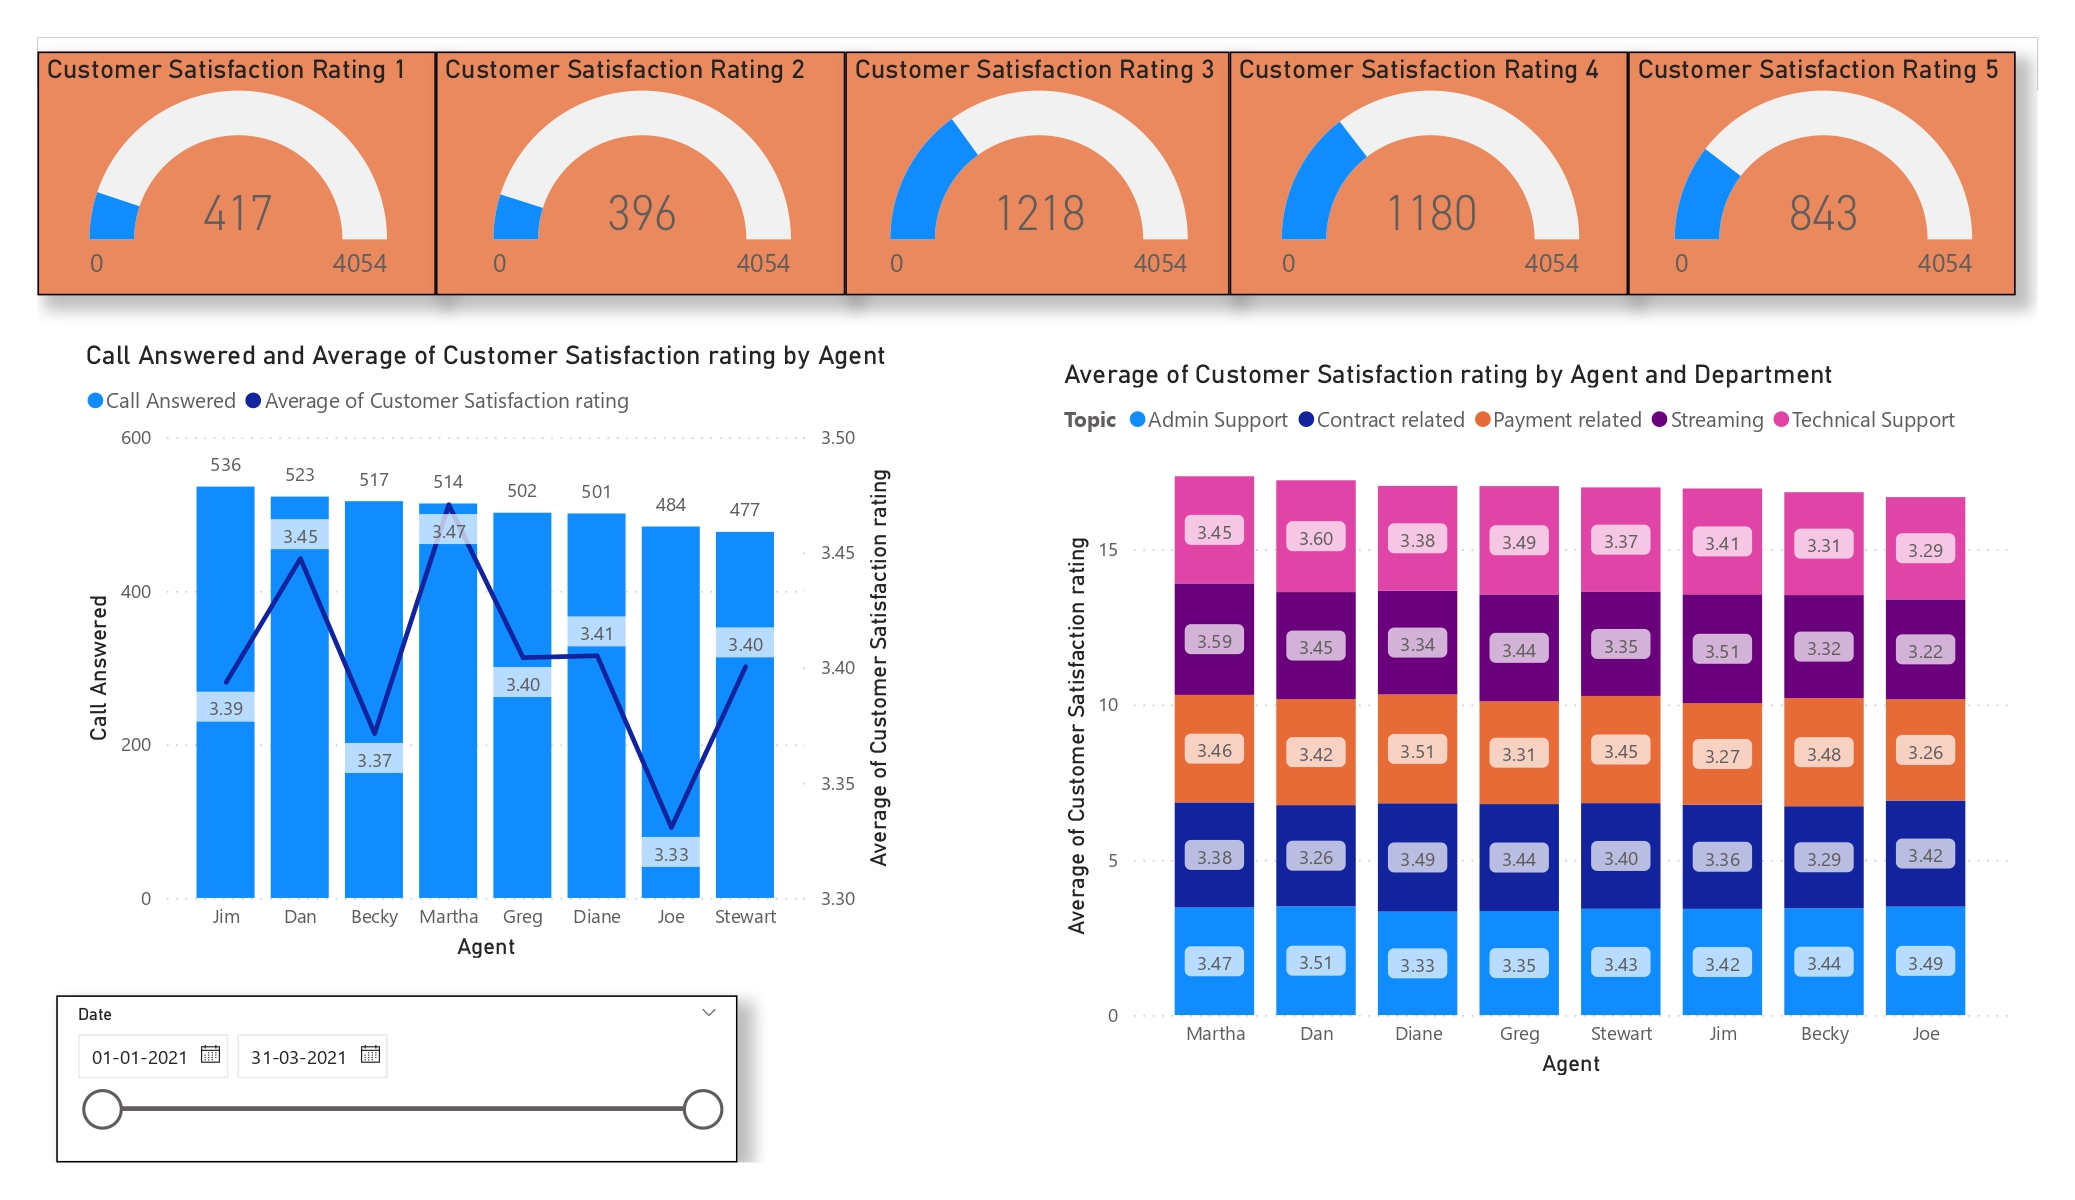 Customer Satisfaction Rating 1
417
0 4054
Customer Satisfaction Rating 2
396
0 4054
Customer Satisfaction Rating 3
1218
0 4054
Customer Satisfaction Rating 4
1180
0 4054
Customer Satisfaction Rating 5
843
0 4054
Call Answered and Average of Customer Satisfaction rating by Agent
Call Answered Average of Customer Satisfaction rating
600
400
200
0
Call Answered
3.50
3.45
3.40
3.35
3.30
Average of Customer Satisfaction rating
536 523 517 514 502 501 484 477
3.39 3.45 3.37 3.47 3.40 3.41 3.33 3.40
Jim Dan Becky Martha Greg Diane Joe Stewart
Agent
Average of Customer Satisfaction rating by Agent and Department
Topic Admin Support Contract related Payment related Streaming Technical Support
15
10
5
0
Average of Customer Satisfaction rating
3.45 3.60 3.38 3.49 3.37 3.41 3.31 3.29
3.59 3.45 3.34 3.44 3.35 3.51 3.32 3.22
3.46 3.42 3.51 3.31 3.45 3.27 3.48 3.26
3.38 3.26 3.49 3.44 3.40 3.36 3.29 3.42
3.47 3.51 3.33 3.35 3.43 3.42 3.44 3.49
Martha Dan Diane Greg Stewart Jim Becky Joe
Agent
Date
01-01-2021 31-03-2021